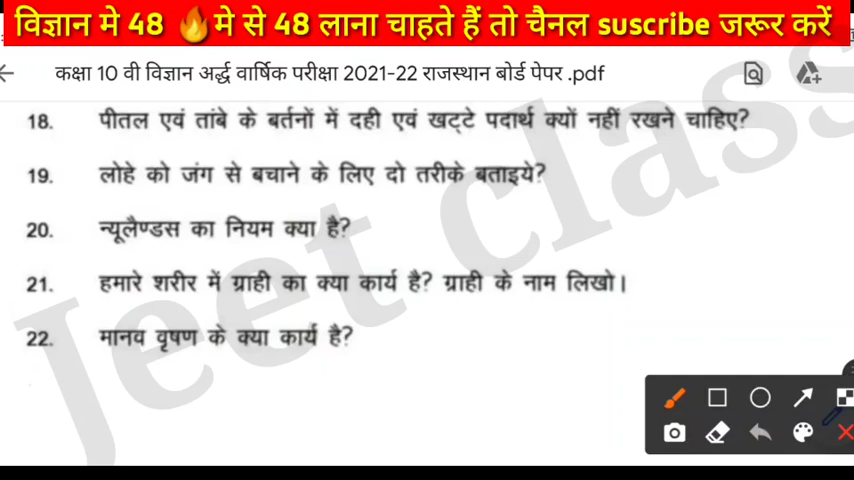 विज्ञान मे 48 🔥मे से 48 लाना चाहते हैं तो चैनल suscribe जरूर करें
कक्षा 10 वी विज्ञान अर्द्ध वार्षिक परीक्षा 2021-22 राजस्थान बोर्ड पेपर .pdf
18. पीतल एवं तांबे के बर्तनों में दही एवं खट्टे पदार्थ क्यों नहीं रखने चाहिए?
19. लोहे को जंग से बचाने के लिए दो तरीके बताइये?
20. न्यूलैण्डस का नियम क्या है?
21. हमारे शरीर में ग्राही का क्या कार्य है? ग्राही के नाम लिखो।
22. मानव वृषण के क्या कार्य है?
Jeet class